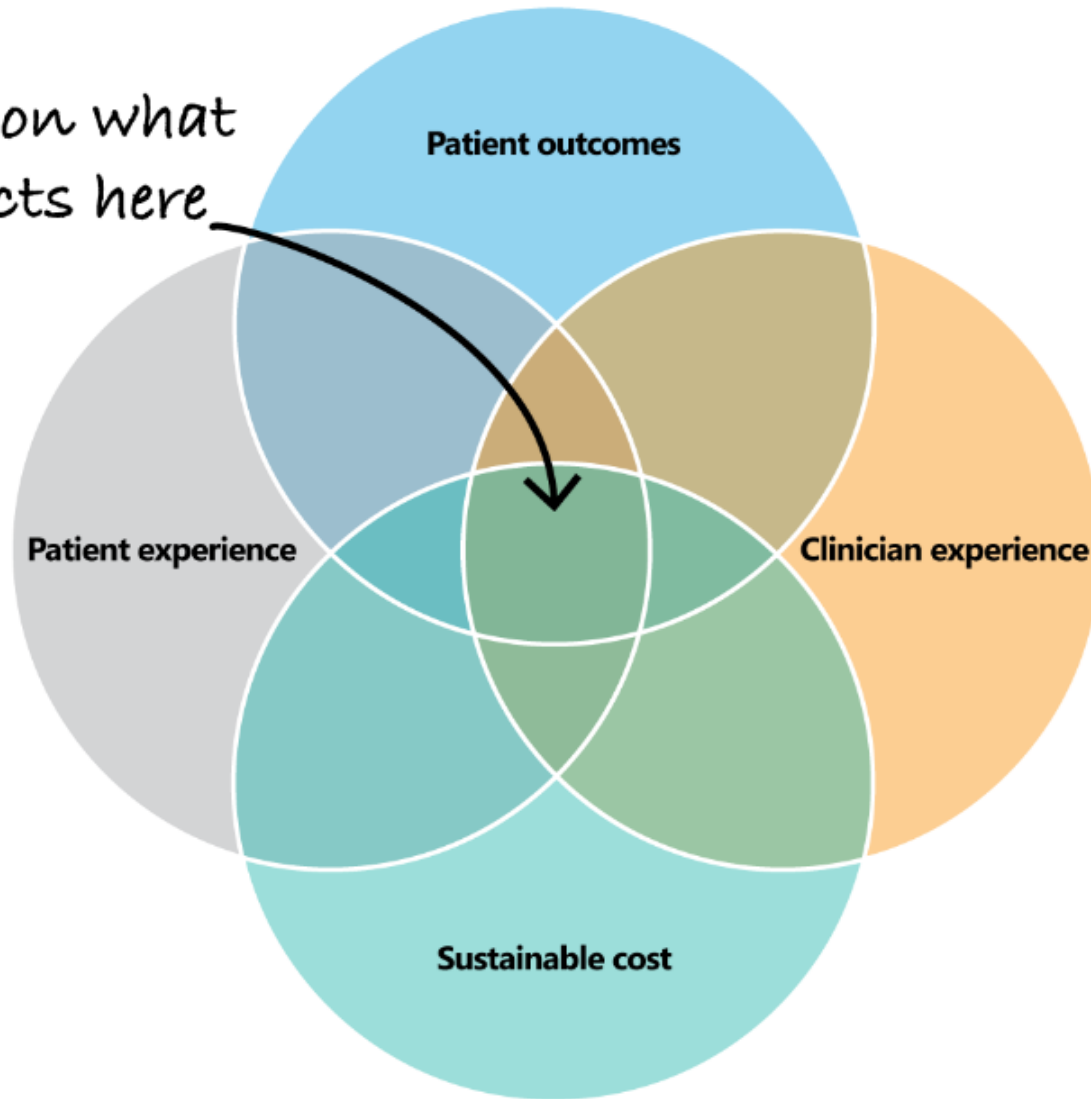 on what
cts here
Patient outcomes
Patient experience
Clinician experience
Sustainable cost